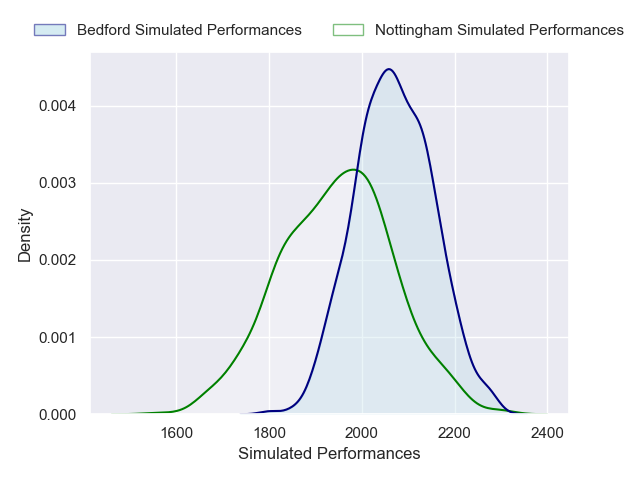 Bedford Simulated Performances Nottingham Simulated Performances
0.004
0.003
0.002
0.001
0.000
Density
1600 1800 2000 2200 2400
Simulated Performances